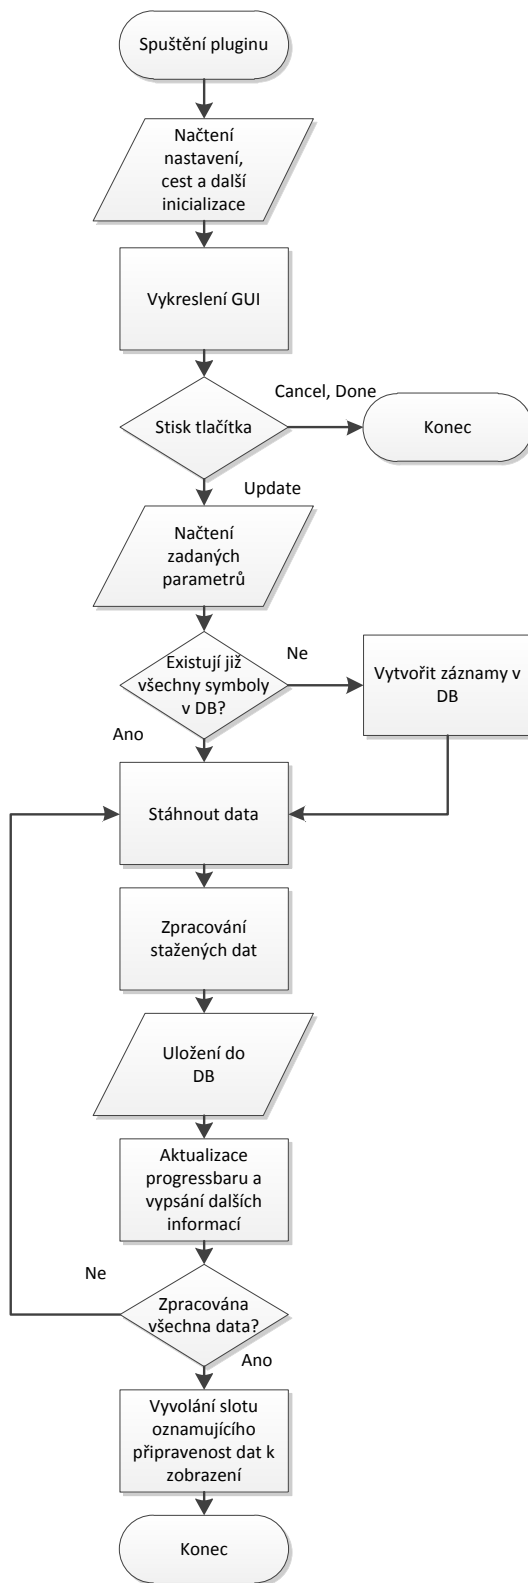 Spuštění pluginu
Načtení
nastavení,
cest a další
inicializace
Vykreslení GUI
Cancel, Done
Stisk tlačítka
Konec
Update
Načtení
zadaných
parametrů
Existují již
všechny symboly
v DB?
Ne
Vytvořit záznamy v
DB
Ano
Stáhnout data
Zpracování
stažených dat
Uložení do
DB
Aktualizace
progressbaru a
vypsání dalších
informací
Ne
Zpracována
všechna data?
Ano
Vyvolání slotu
oznamujícího
připravenost dat k
zobrazení
Konec